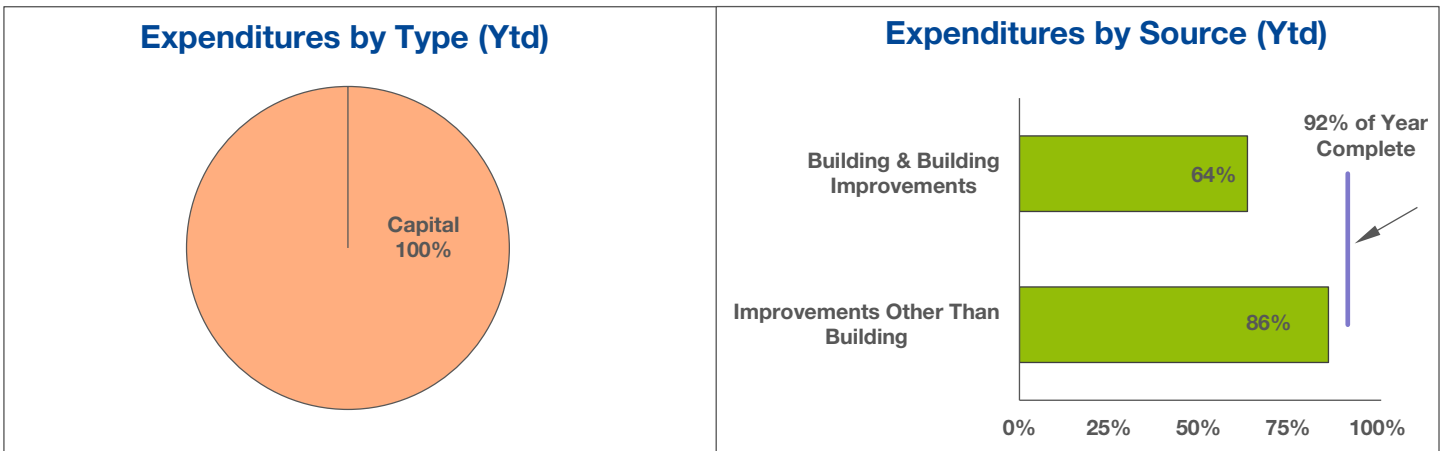 Expenditures by Type (Ytd)
Capital
100%
Expenditures by Source (Ytd)
92% of Year
Complete
Building & Building
Improvements
64%
Improvements Other Than
Building
86%
0% 25% 50% 75% 100%